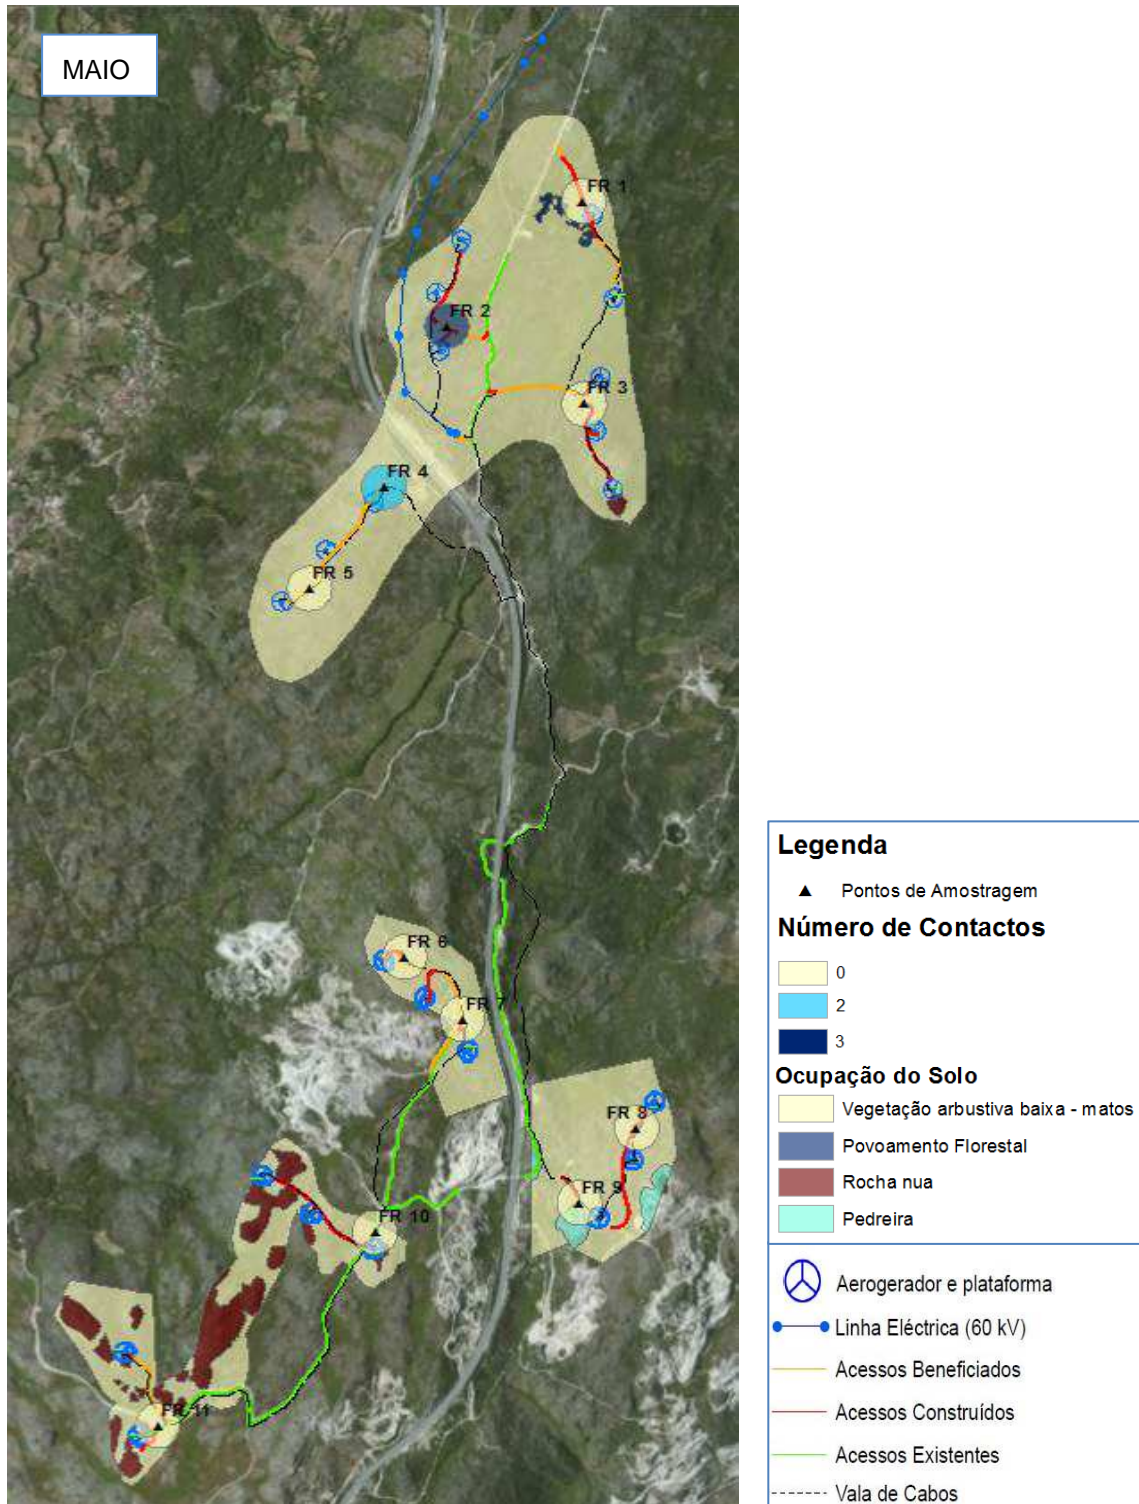 MAIO
FR 1
FR 2
FR 3
FR 4
FR 5
FR 6
FR 7
FR 8
FR 9
FR 10
FR 11
Legenda
Pontos de Amostragem
Número de Contactos
0
2
3
Ocupação do Solo
Vegetação arbustiva baixa - matos
Povoamento Florestal
Rocha nua
Pedreira
Aerogerador e plataforma
Linha Eléctrica (60 kV)
Acessos Beneficiados
Acessos Construídos
Acessos Existentes
Vala de Cabos